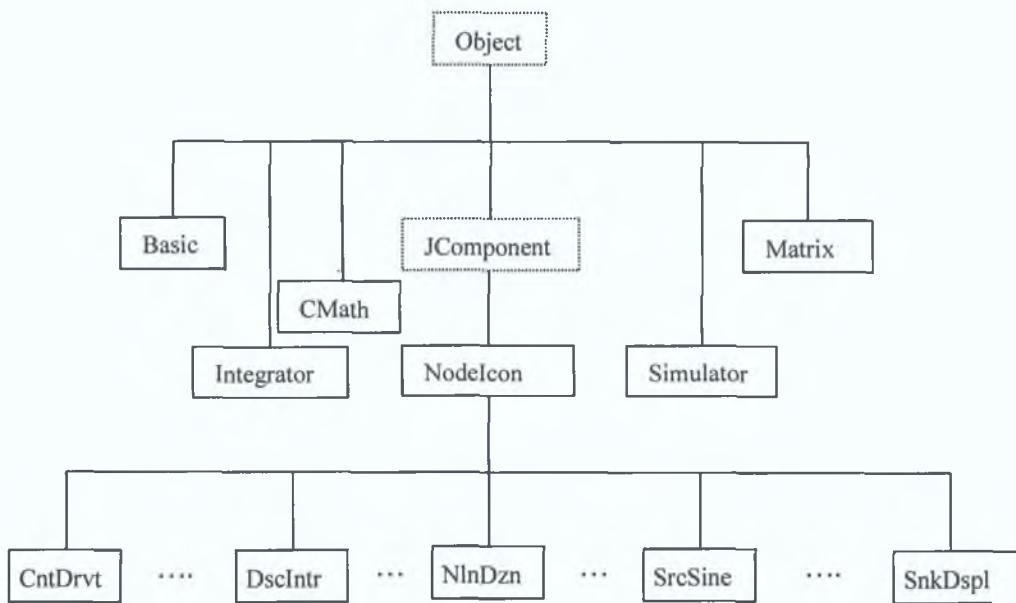 Object
Basic
JComponent
Matrix
CMath
Integrator
NodeIcon
Simulator
CntDrvt
....
DscIntr
...
NlnDzn
...
SrcSine
....
SnkDspl